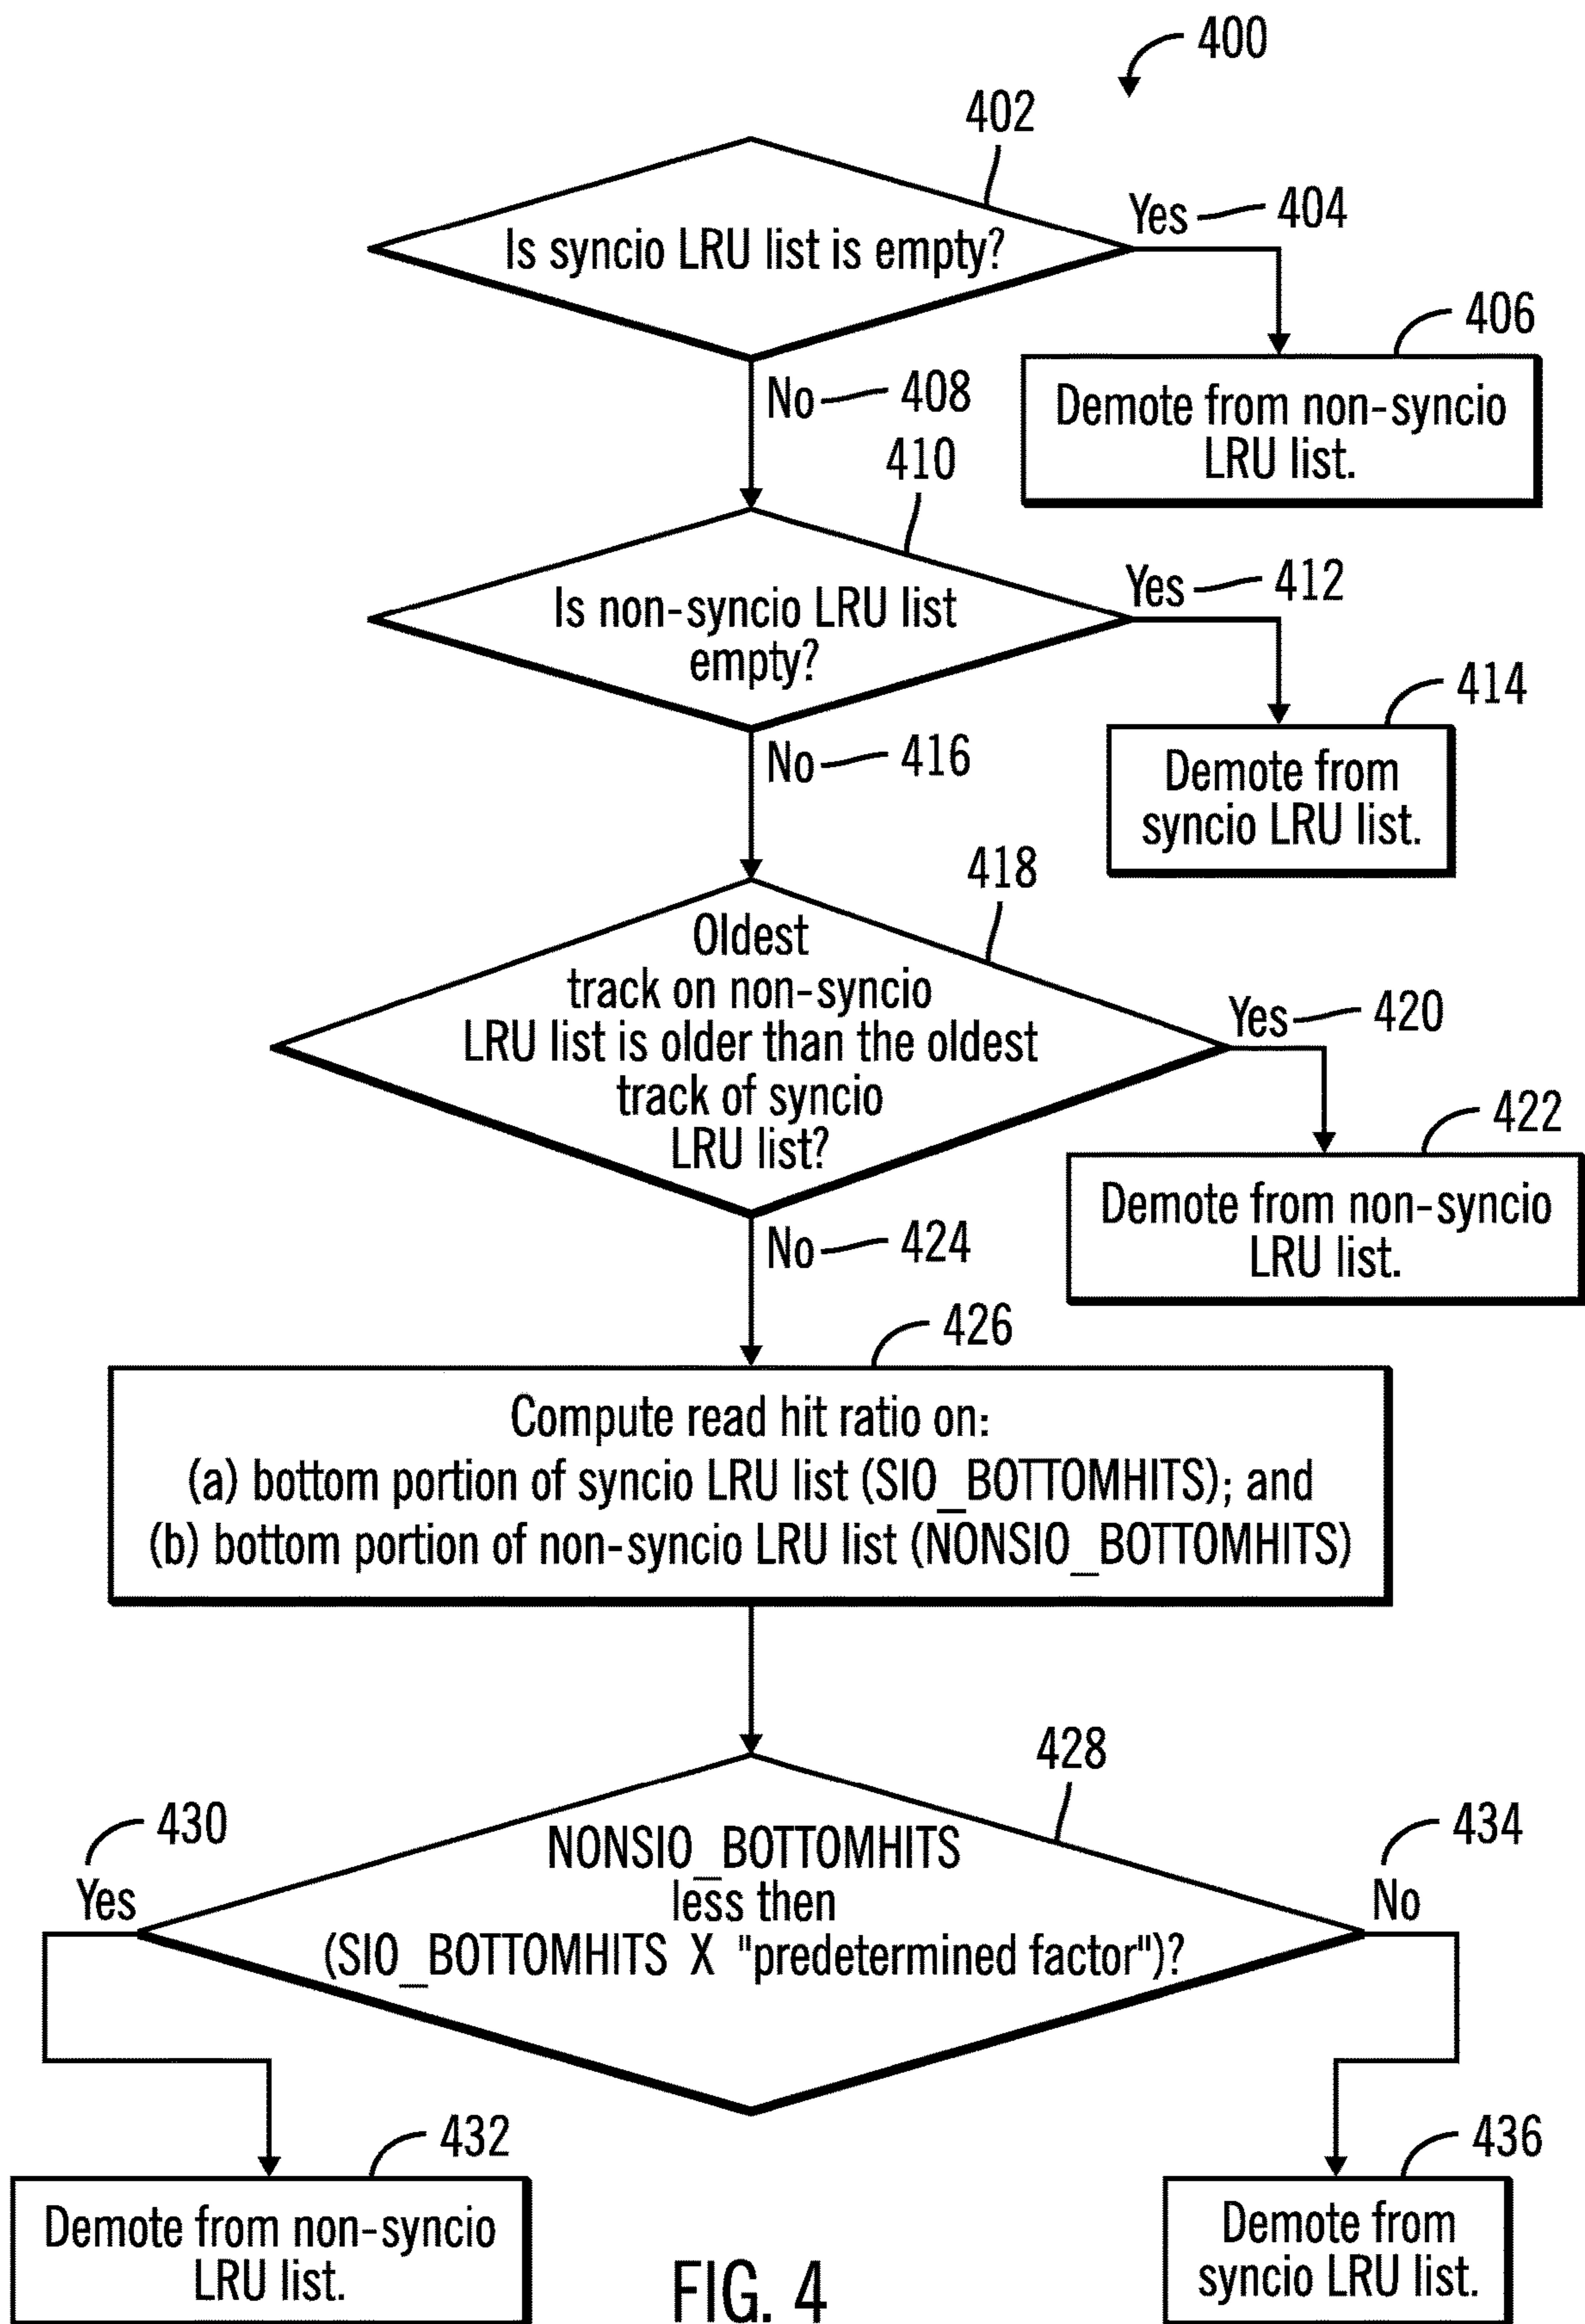 400
402
Is syncio LRU list is empty?
Yes 404
406
Demote from non-syncio
LRU list.
No 408
410
Is non-syncio LRU list
empty?
Yes 412
414
Demote from
syncio LRU list.
No 416
418
Oldest
track on non-syncio
LRU list is older than the oldest
track of syncio
LRU list?
Yes 420
422
Demote from non-syncio
LRU list.
No 424
426
Compute read hit ratio on:
(a) bottom portion of syncio LRU list (SIO_BOTTOMHITS); and
(b) bottom portion of non-syncio LRU list (NONSIO_BOTTOMHITS)
428
NONSIO_BOTTOMHITS
less then
(SIO_BOTTOMHITS X "predetermined factor")?
430
Yes
434
No
432
Demote from non-syncio
LRU list.
436
Demote from
syncio LRU list.
FIG. 4